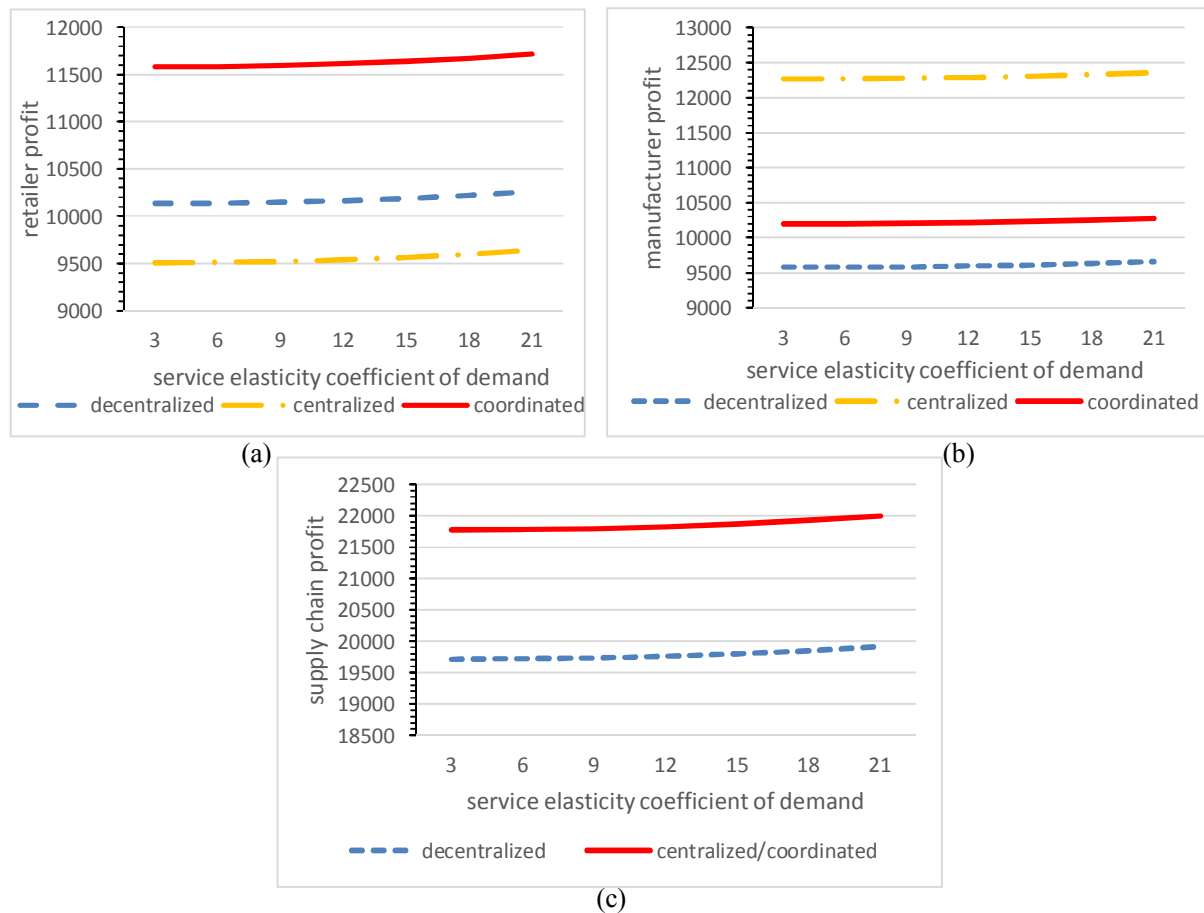 12000
11500
11000
10500
10000
9500
9000
retailer profit
3 6 9 12 15 18 21
service elasticity coefficient of demand
decentralized centralized coordinated
(a)
13000
12500
12000
11500
11000
10500
10000
9500
9000
manufacturer profit
3 6 9 12 15 18 21
service elasticity coefficient of demand
decentralized centralized coordinated
(b)
22500
22000
21500
21000
20500
20000
19500
19000
18500
supply chain profit
3 6 9 12 15 18 21
service elasticity coefficient of demand
decentralized centralized/coordinated
(c)